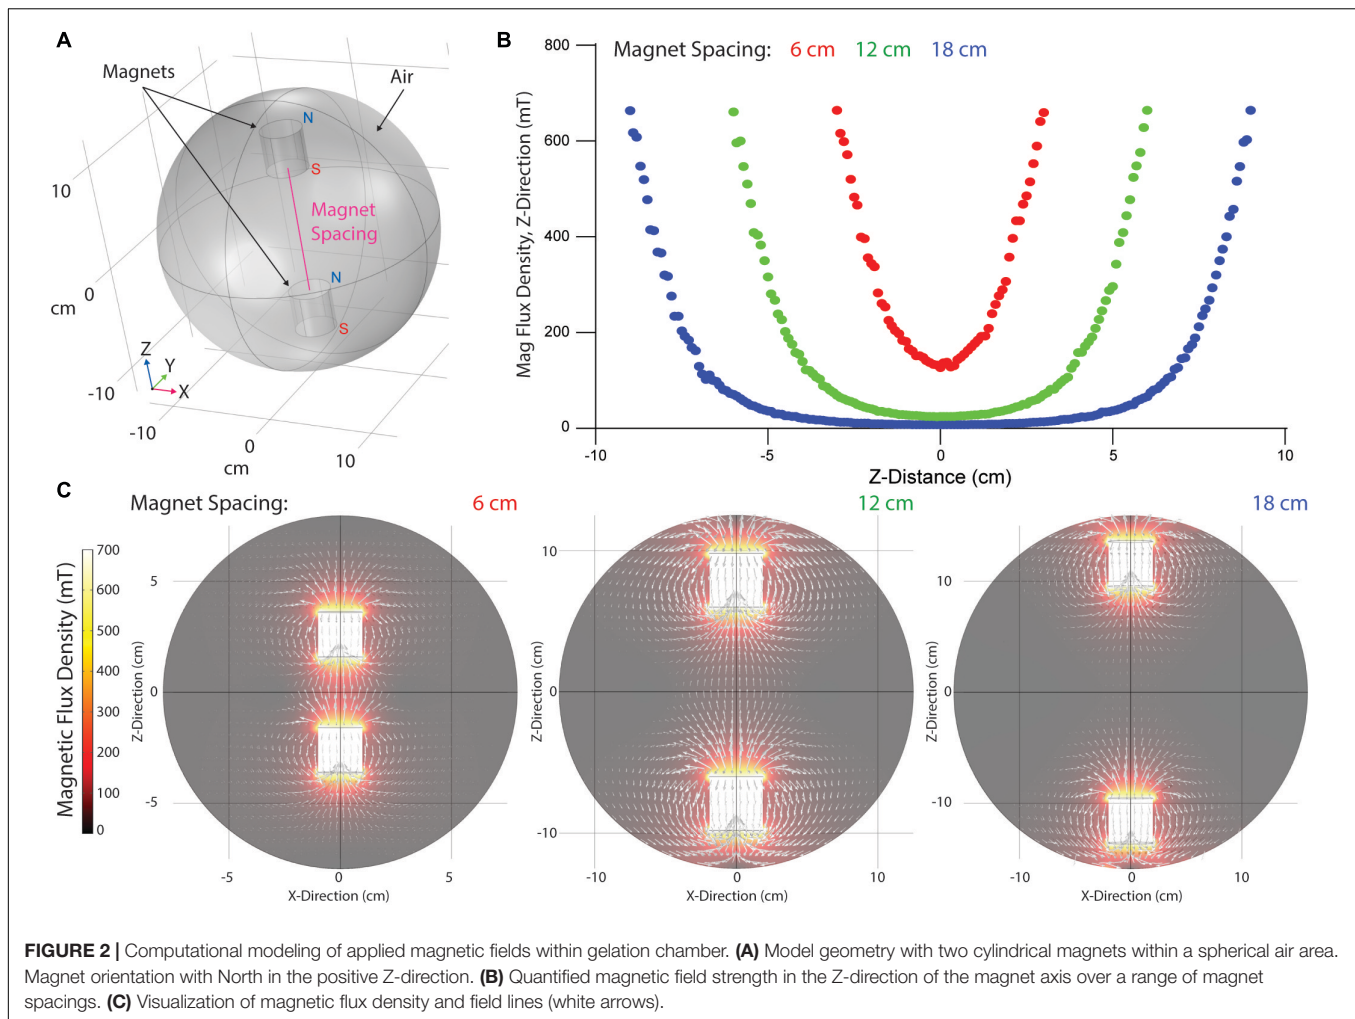 A
Magnets
Air
N
S
Magnet
Spacing
N
S
10
0
cm
-10
Z
Y
X
-10
0
cm
10
B
Magnet Spacing: 6 cm 12 cm 18 cm
Mag Flux Density, Z-Direction (mT)
800
600
400
200
0
-10 -5 0 5 10
Z-Distance (cm)
C
Magnet Spacing: 6 cm 12 cm 18 cm
Magnetic Flux Density (mT)
700
600
500
400
300
200
100
0
Z-Direction (cm)
5
0
-5
-5 0 5
X-Direction (cm)
Z-Direction (cm)
10
0
-10
-10 0 10
X-Direction (cm)
Z-Direction (cm)
10
0
-10
-10 0 10
X-Direction (cm)
FIGURE 2 | Computational modeling of applied magnetic fields within gelation chamber. (A) Model geometry with two cylindrical magnets within a spherical air area.
Magnet orientation with North in the positive Z-direction. (B) Quantified magnetic field strength in the Z-direction of the magnet axis over a range of magnet
spacings. (C) Visualization of magnetic flux density and field lines (white arrows).